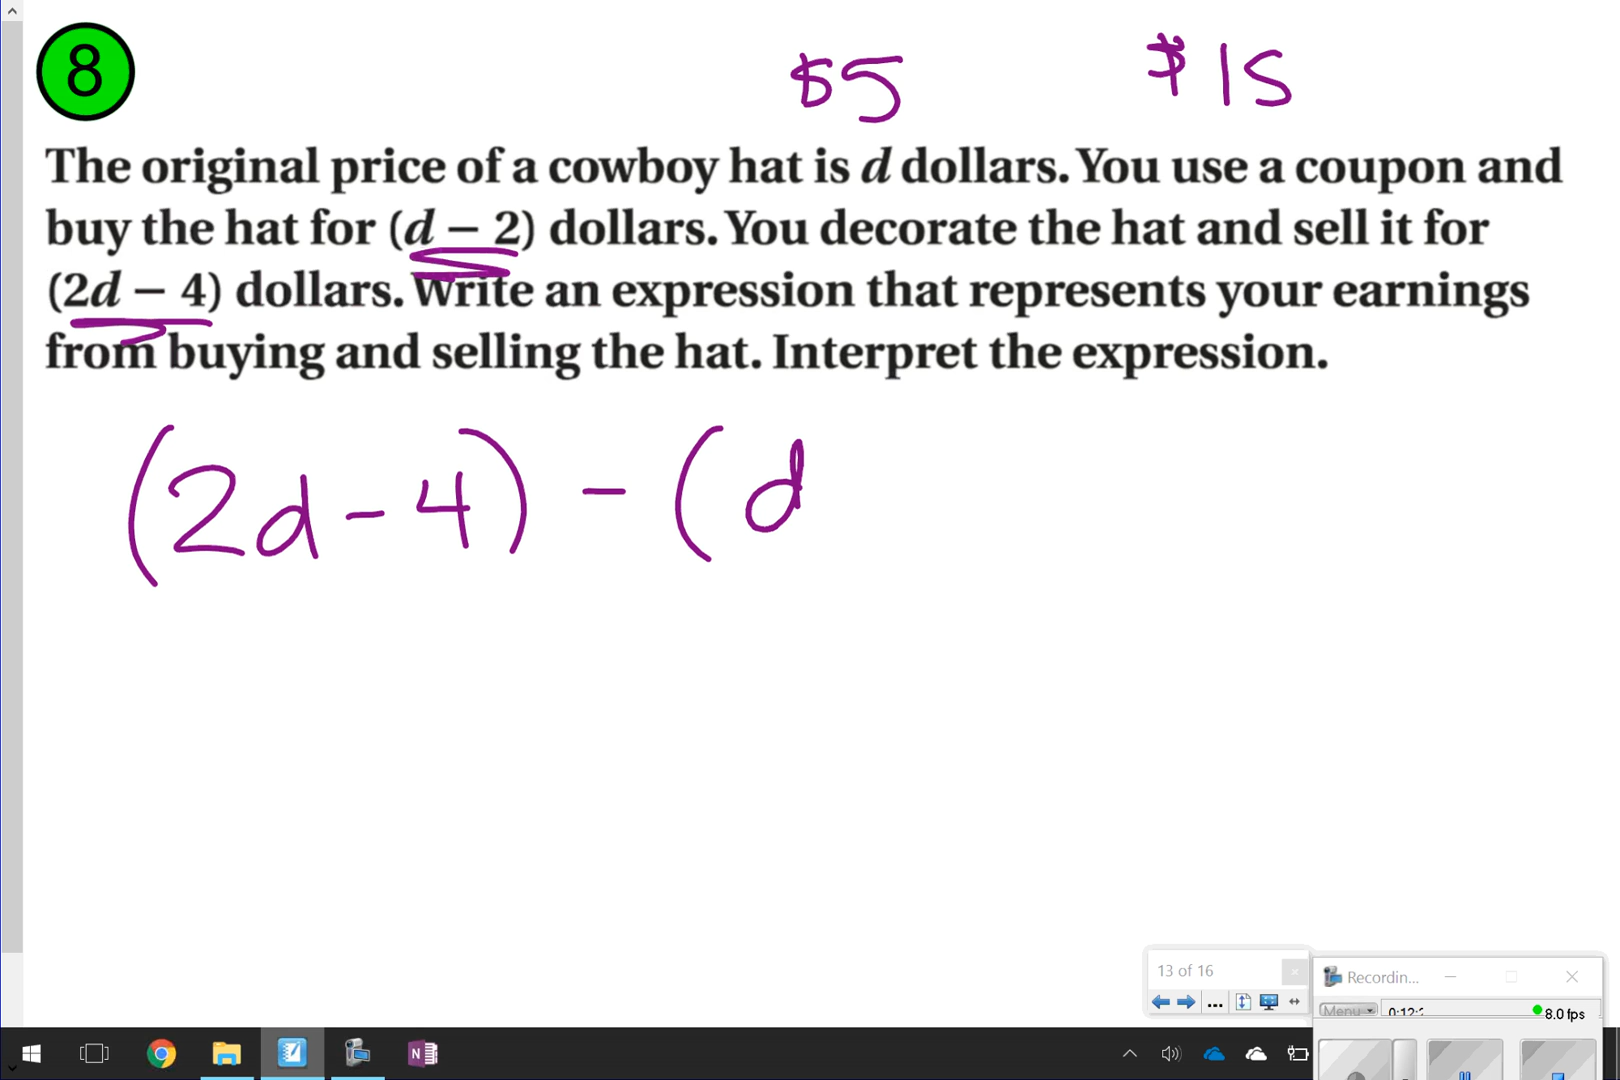 8
$5 $15
The original price of a cowboy hat is d dollars. You use a coupon and
buy the hat for (d – 2) dollars. You decorate the hat and sell it for
(2d – 4) dollars. Write an expression that represents your earnings
from buying and selling the hat. Interpret the expression.
(2d - 4) - (d
13 of 16
Recordin...
Menu
8.0 fps
N